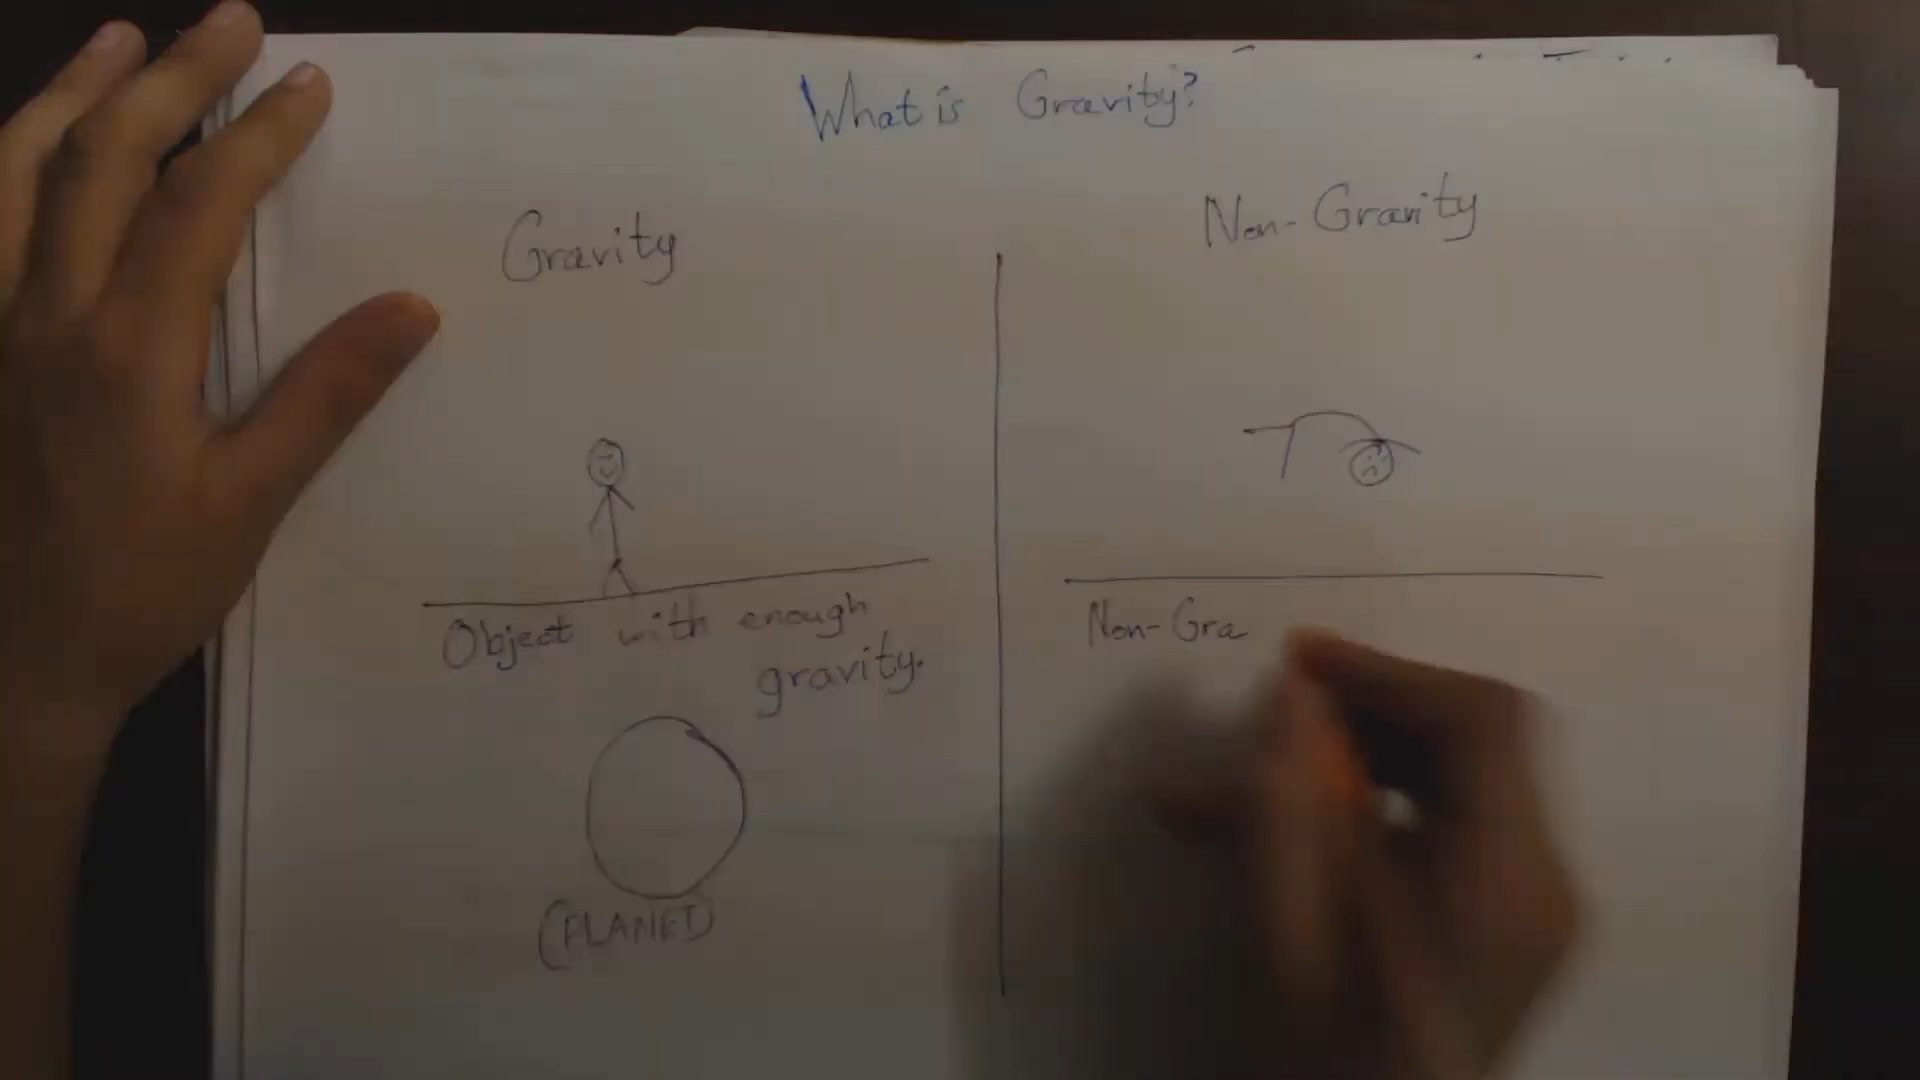 What is Gravity?
Gravity
Object with enough
gravity.
(PLANET)
Non-Gravity
Non-Gra